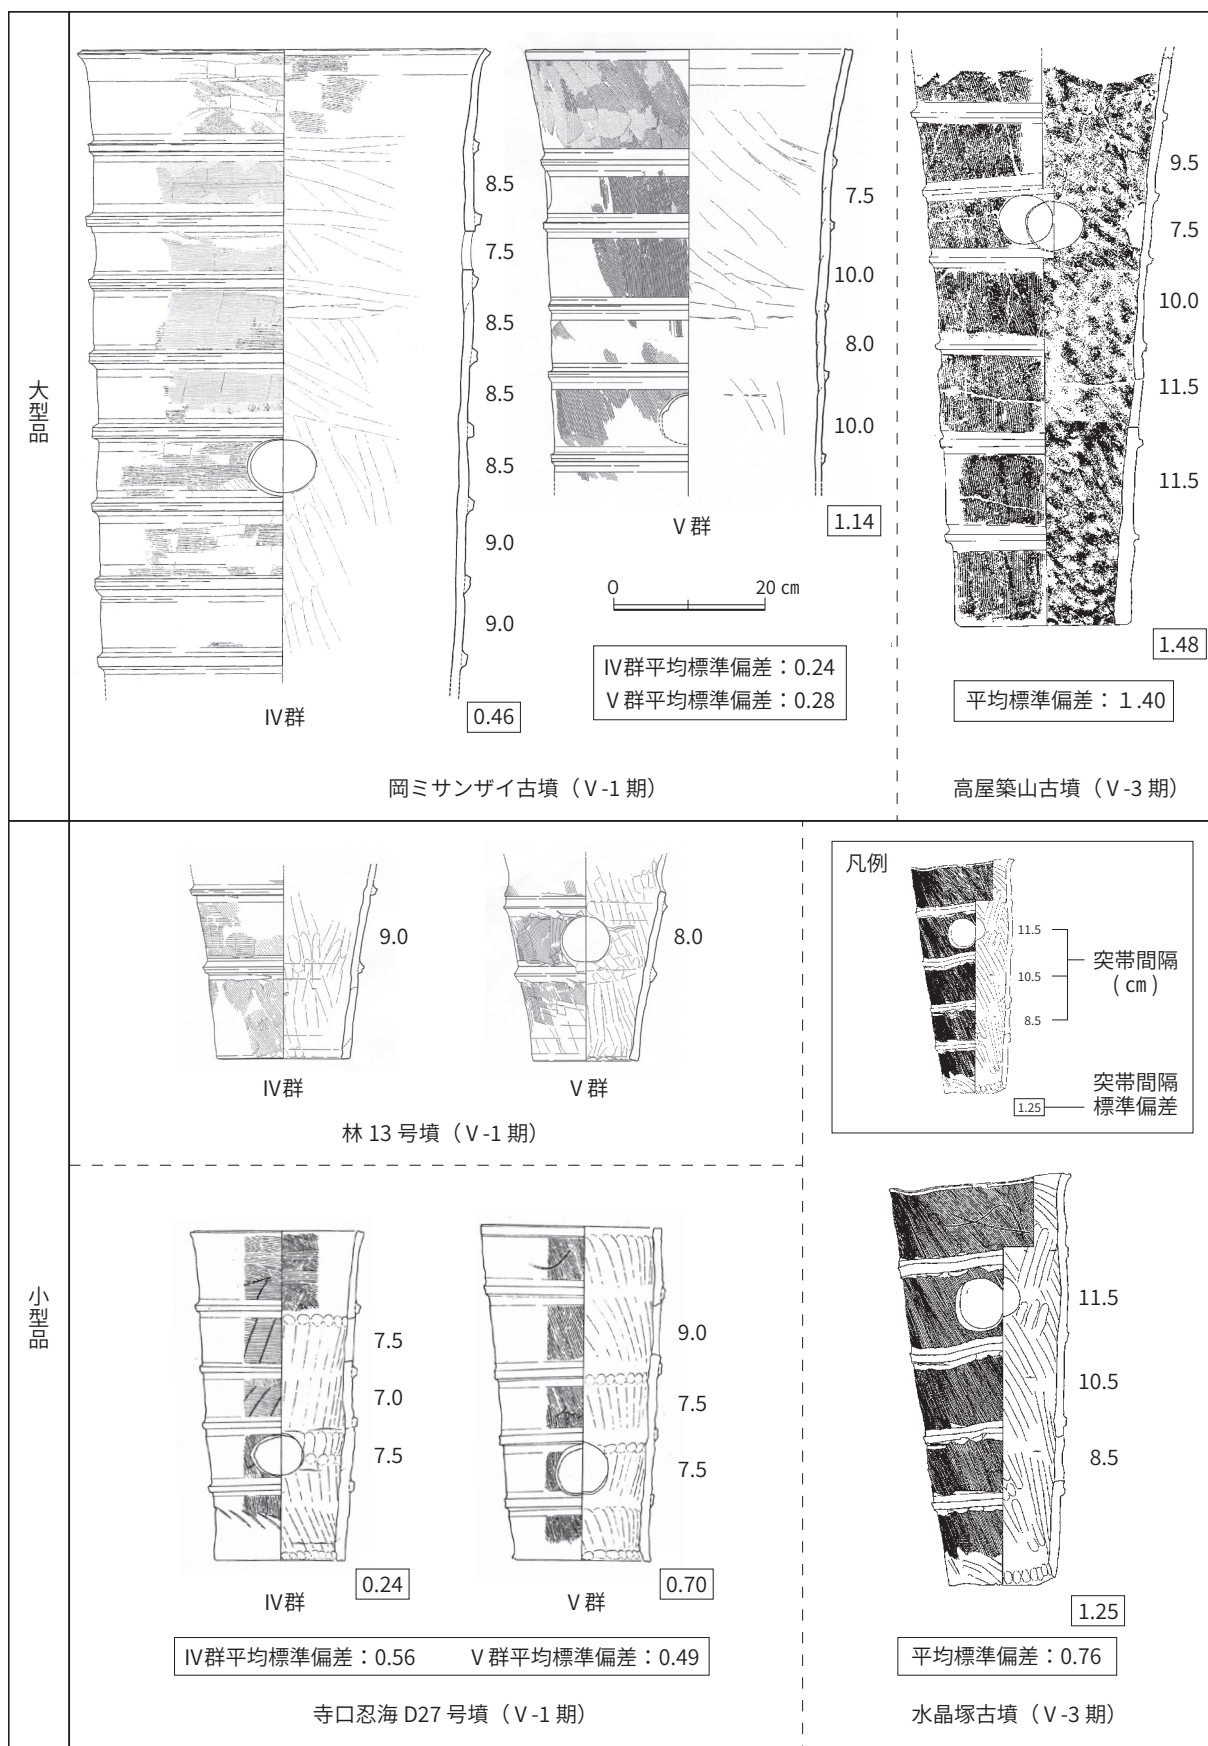 大型品
8.5
7.5
8.5
8.5
8.5
9.0
9.0
Ⅳ群
0.46
7.5
10.0
8.0
10.0
Ⅴ群
1.14
0 20 ㎝
Ⅳ群平均標準偏差：0.24
Ⅴ群平均標準偏差：0.28
岡ミサンザイ古墳（Ⅴ-1 期）
9.5
7.5
10.0
11.5
11.5
1.48
平均標準偏差：１.40
高屋築山古墳（Ⅴ-3 期）
小型品
9.0
Ⅳ群
8.0
Ⅴ群
林 13 号墳（Ⅴ-1 期）
凡例
11.5
10.5
8.5
突帯間隔
(㎝)
1.25
突帯間隔
標準偏差
7.5
7.0
7.5
0.24
Ⅳ群
9.0
7.5
7.5
0.70
Ⅴ群
Ⅳ群平均標準偏差：0.56 Ⅴ群平均標準偏差：0.49
寺口忍海 D27 号墳（Ⅴ-1 期）
11.5
10.5
8.5
1.25
平均標準偏差：0.76
水晶塚古墳（Ⅴ-3 期）